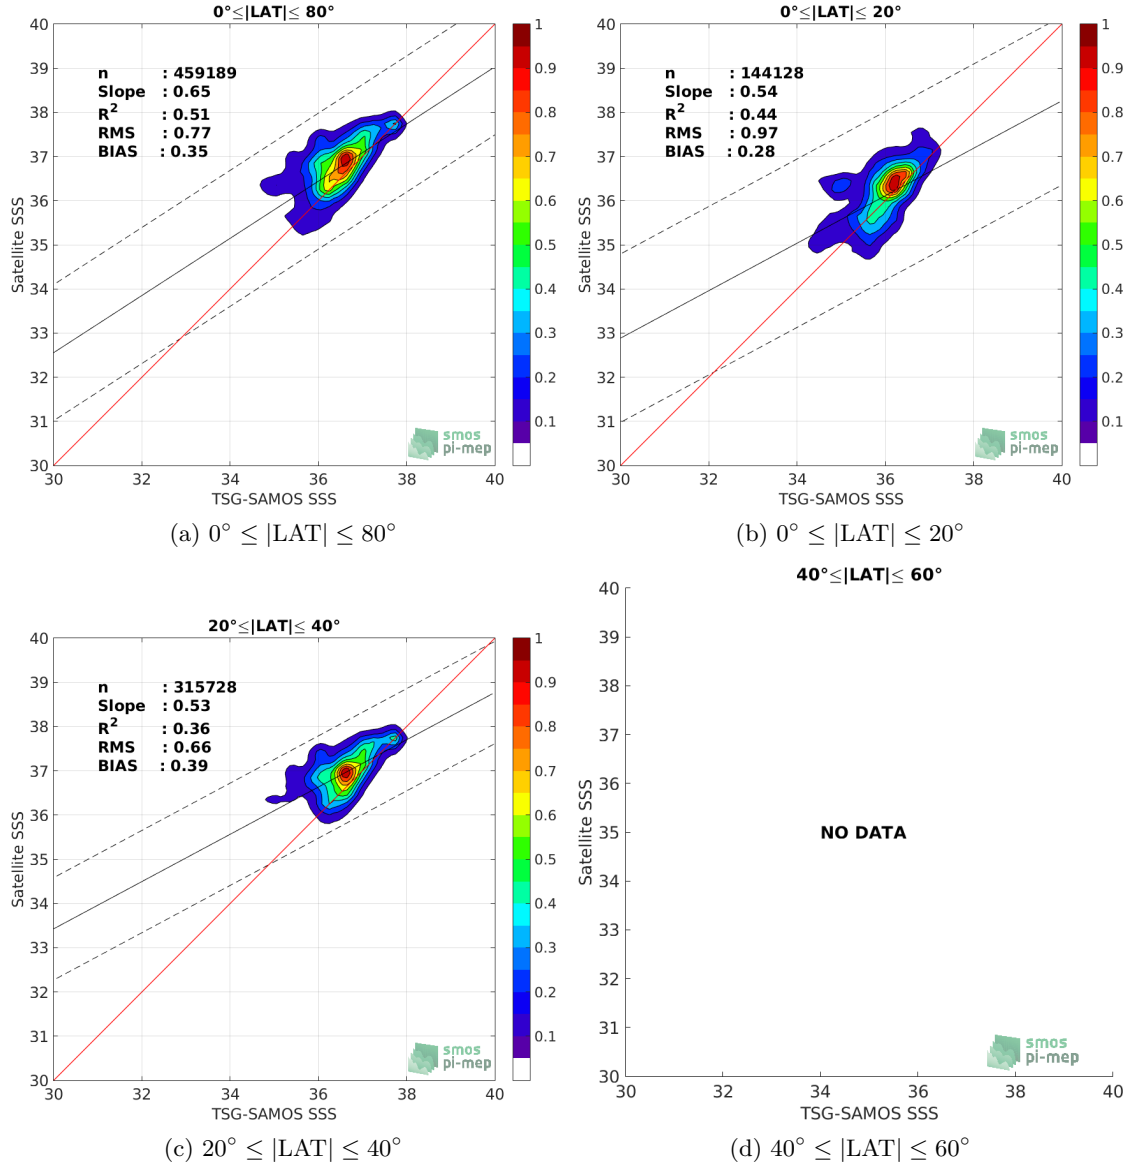 0°≤|LAT|≤ 80°
40
39
38
37
36
35
34
33
32
31
30
30 32 34 36 38 40
Satellite SSS
TSG-SAMOS SSS
n : 459189
Slope : 0.65
R² : 0.51
RMS : 0.77
BIAS : 0.35
1
0.9
0.8
0.7
0.6
0.5
0.4
0.3
0.2
0.1
smos
pi-mep
(a) 0° ≤ |LAT| ≤ 80°
0°≤|LAT|≤ 20°
40
39
38
37
36
35
34
33
32
31
30
30 32 34 36 38 40
Satellite SSS
TSG-SAMOS SSS
n : 144128
Slope : 0.54
R² : 0.44
RMS : 0.97
BIAS : 0.28
1
0.9
0.8
0.7
0.6
0.5
0.4
0.3
0.2
0.1
smos
pi-mep
(b) 0° ≤ |LAT| ≤ 20°
20°≤|LAT|≤ 40°
40
39
38
37
36
35
34
33
32
31
30
30 32 34 36 38 40
Satellite SSS
TSG-SAMOS SSS
n : 315728
Slope : 0.53
R² : 0.36
RMS : 0.66
BIAS : 0.39
1
0.9
0.8
0.7
0.6
0.5
0.4
0.3
0.2
0.1
smos
pi-mep
(c) 20° ≤ |LAT| ≤ 40°
40°≤|LAT|≤ 60°
40
39
38
37
36
35
34
33
32
31
30
30 32 34 36 38 40
Satellite SSS
TSG-SAMOS SSS
NO DATA
smos
pi-mep
(d) 40° ≤ |LAT| ≤ 60°